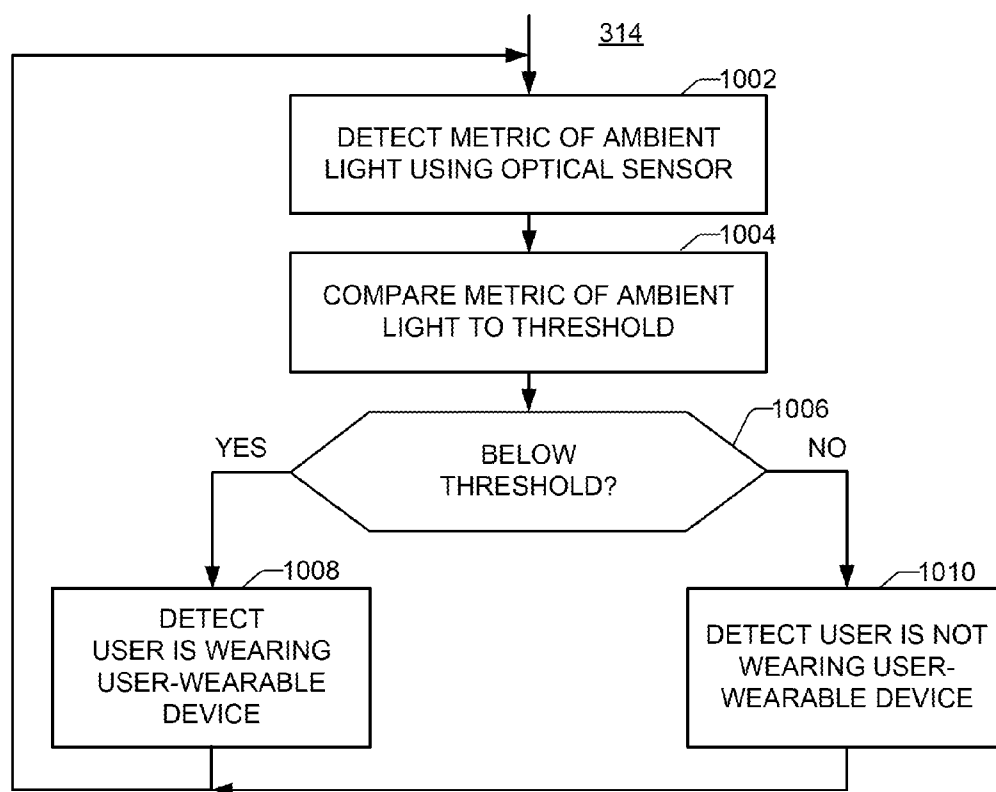 314
1002
DETECT METRIC OF AMBIENT
LIGHT USING OPTICAL SENSOR
1004
COMPARE METRIC OF AMBIENT
LIGHT TO THRESHOLD
1006
YES
BELOW
THRESHOLD?
NO
1008
DETECT
USER IS WEARING
USER-WEARABLE
DEVICE
1010
DETECT USER IS NOT
WEARING USER-
WEARABLE DEVICE